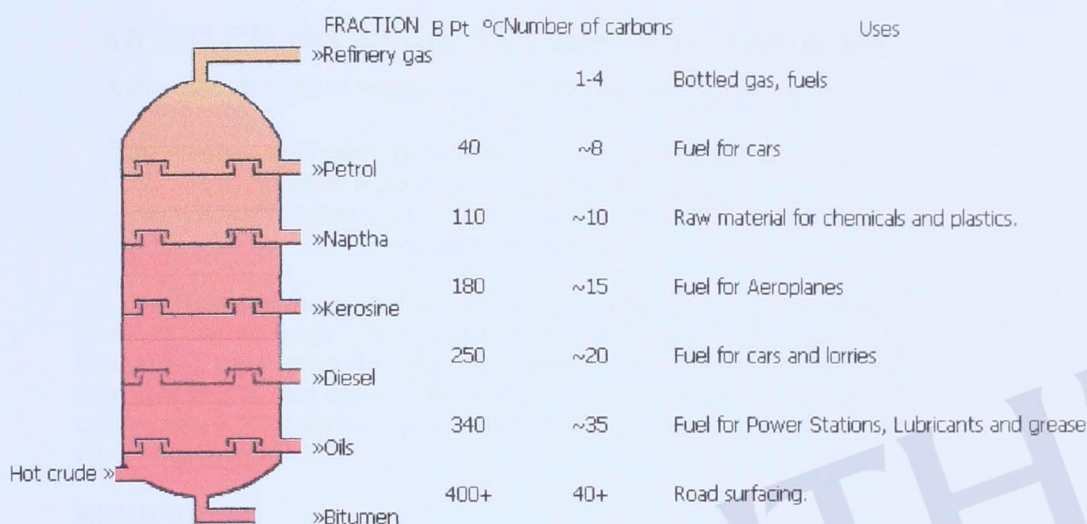 FRACTION B Pt ºC Number of carbons Uses
»Refinery gas
1-4 Bottled gas, fuels
40 ~8 Fuel for cars
»Petrol
110 ~10 Raw material for chemicals and plastics.
»Naptha
180 ~15 Fuel for Aeroplanes
»Kerosine
250 ~20 Fuel for cars and lorries
»Diesel
340 ~35 Fuel for Power Stations, Lubricants and grease
»Oils
Hot crude »
400+ 40+ Road surfacing.
»Bitumen